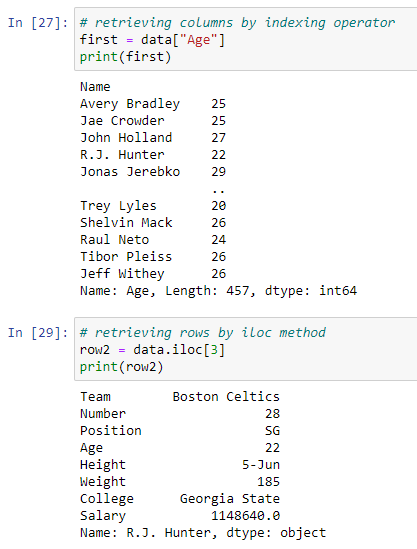 In [27]: # retrieving columns by indexing operator
first = data["Age"]
print(first)
Name
Avery Bradley    25
Jae Crowder      25
John Holland     27
R.J. Hunter      22
Jonas Jerebko    29
                 ..
Trey Lyles       20
Shelvin Mack     26
Raul Neto        24
Tibor Pleiss     26
Jeff Withey      26
Name: Age, Length: 457, dtype: int64
In [29]: # retrieving rows by iloc method
row2 = data.iloc[3]
print(row2)
Team        Boston Celtics
Number                  28
Position                SG
Age                     22
Height               5-Jun
Weight                 185
College      Georgia State
Salary           1148640.0
Name: R.J. Hunter, dtype: object